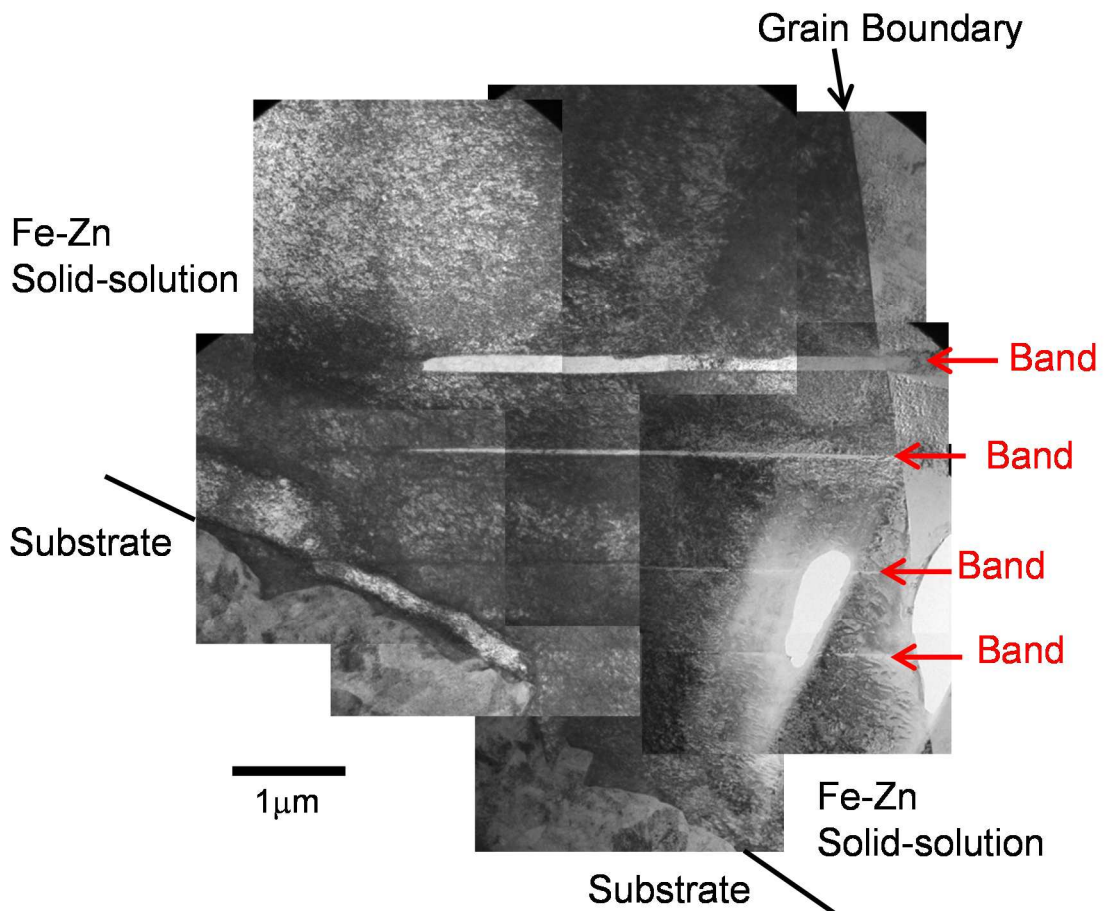 Grain Boundary
Fe-Zn
Solid-solution
Band
Band
Substrate
Band
Band
1μm
Fe-Zn
Solid-solution
Substrate